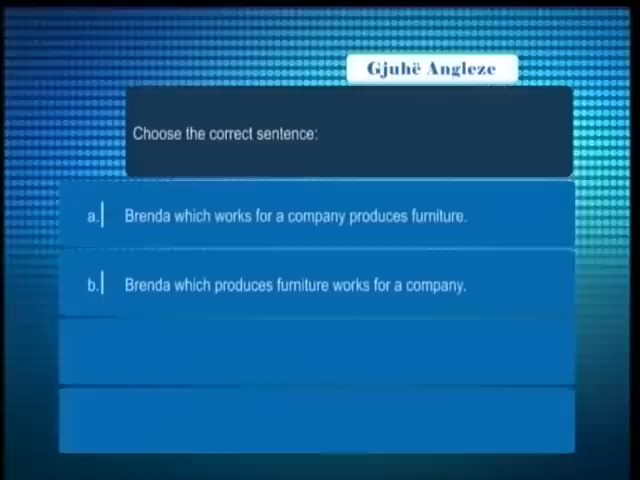 Gjuhë Angleze
Choose the correct sentence:
a. Brenda which works for a company produces furniture.
b. Brenda which produces furniture works for a company.